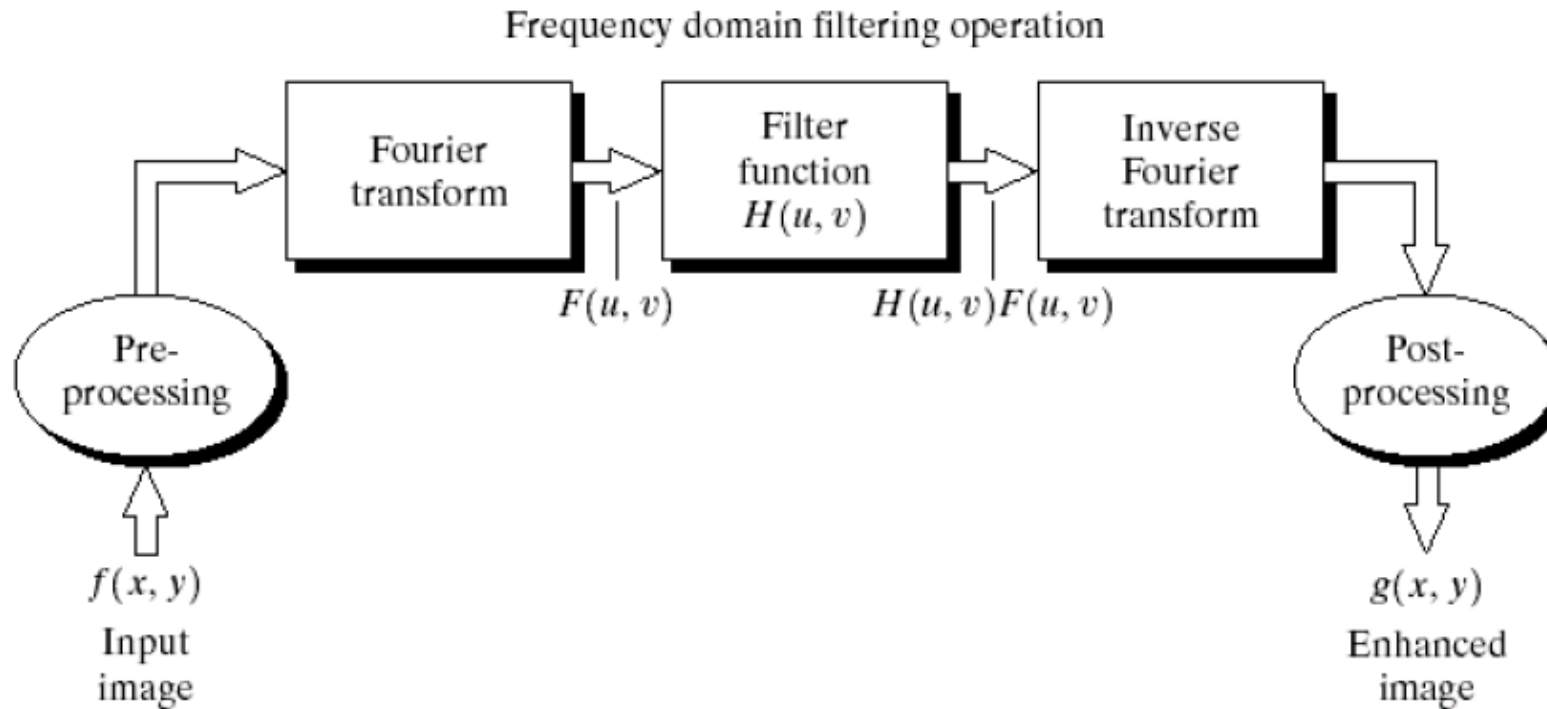 Frequency domain filtering operation
Fourier
transform
Filter
function
H(u, v)
Inverse
Fourier
transform
F(u, v)
H(u, v)F(u, v)
Pre-
processing
Post-
processing
f(x, y)
Input
image
g(x, y)
Enhanced
image